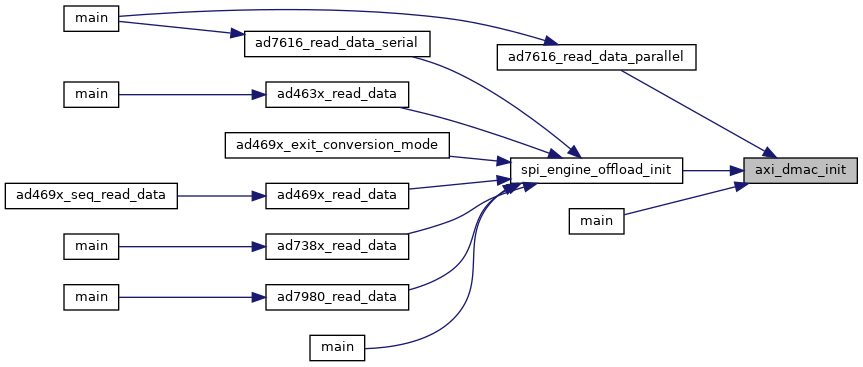 main
ad7616_read_data_serial
ad7616_read_data_parallel
main
ad463x_read_data
ad469x_exit_conversion_mode
spi_engine_offload_init
axi_dmac_init
ad469x_seq_read_data
ad469x_read_data
main
main
ad738x_read_data
main
ad7980_read_data
main